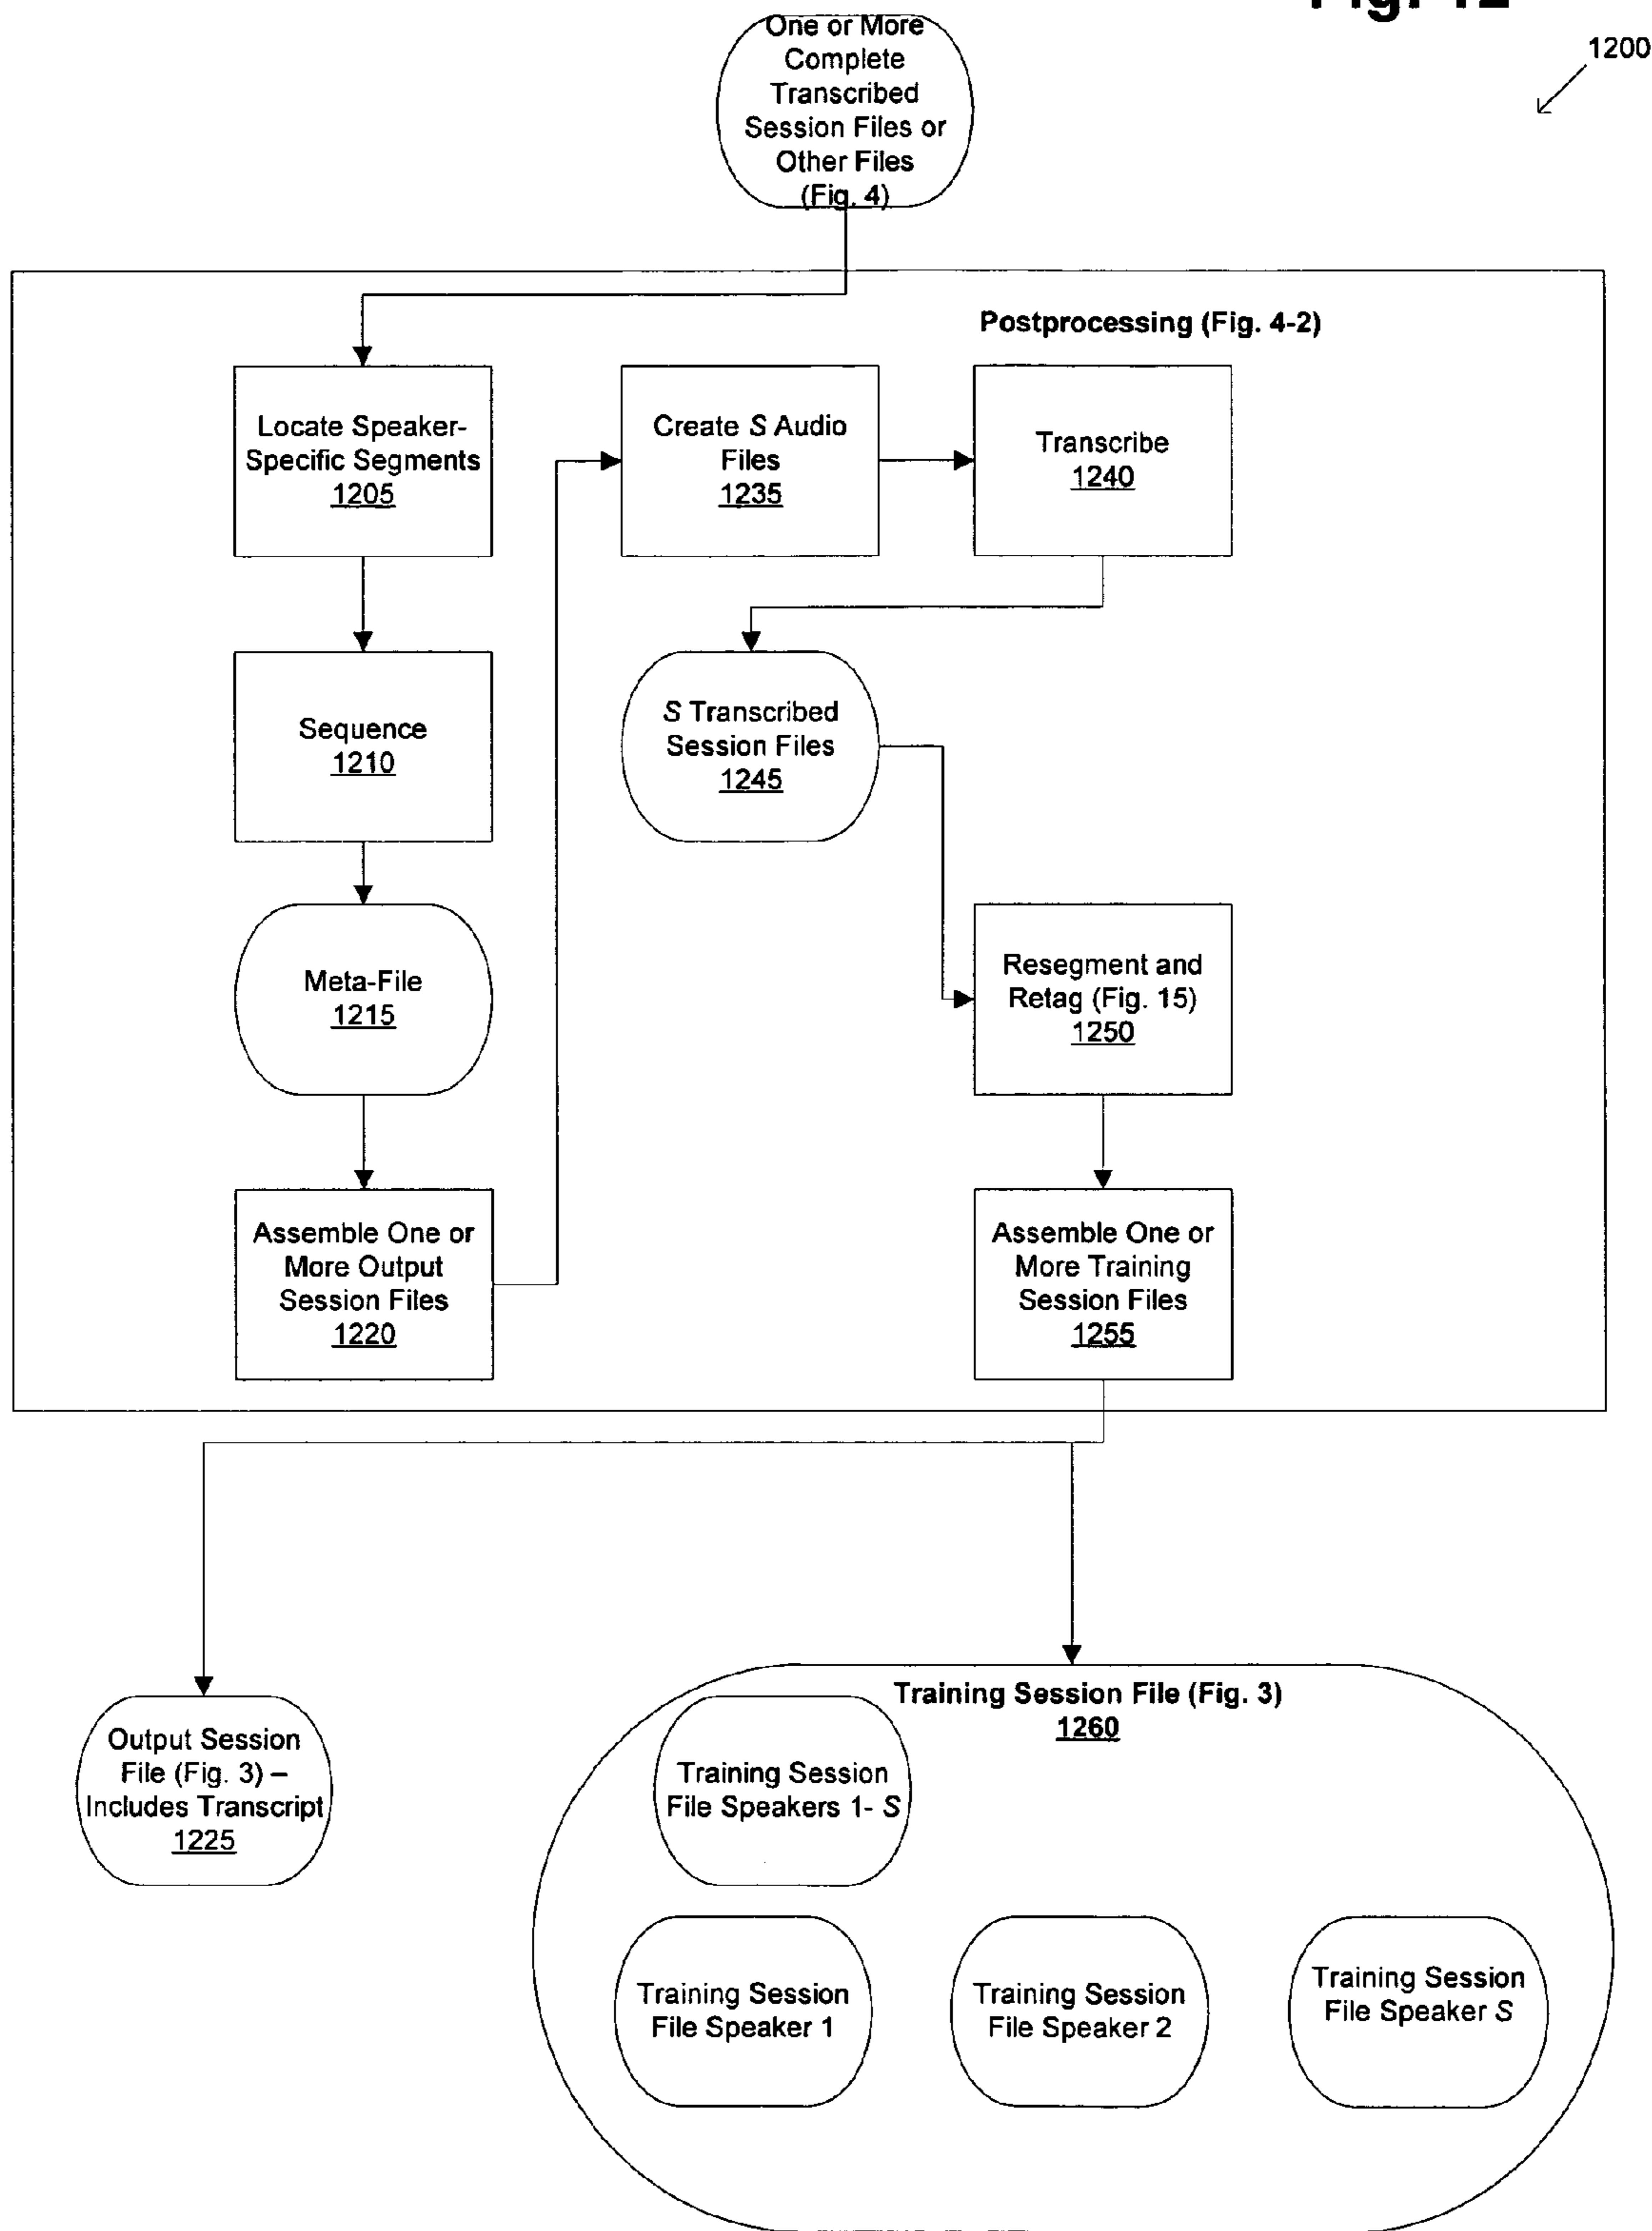 Fig. 12
1200
One or More
Complete
Transcribed
Session Files or
Other Files
(Fig. 4)
Postprocessing (Fig. 4-2)
Locate Speaker-
Specific Segments
1205
Create S Audio
Files
1235
Transcribe
1240
Sequence
1210
S Transcribed
Session Files
1245
Meta-File
1215
Resegment and
Retag (Fig. 15)
1250
Assemble One or
More Output
Session Files
1220
Assemble One or
More Training
Session Files
1255
Output Session
File (Fig. 3) –
Includes Transcript
1225
Training Session File (Fig. 3)
1260
Training Session
File Speakers 1- S
Training Session
File Speaker 1
Training Session
File Speaker 2
Training Session
File Speaker S